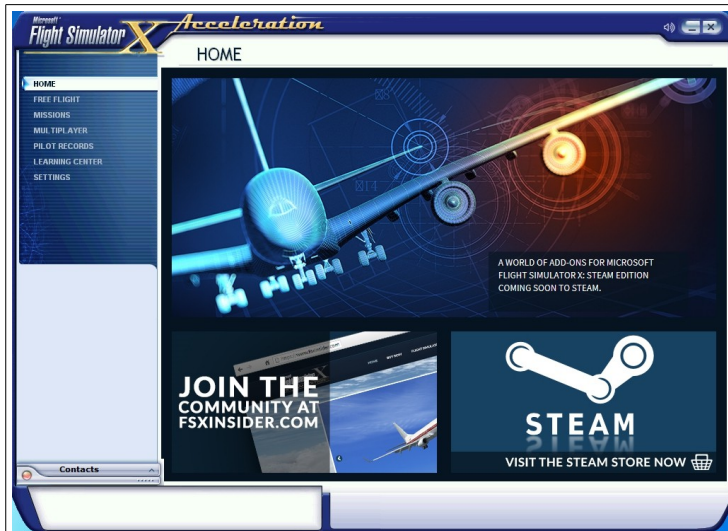 Microsoft
Flight Simulator X
Acceleration
HOME
HOME
FREE FLIGHT
MISSIONS
MULTIPLAYER
PILOT RECORDS
LEARNING CENTER
SETTINGS
A WORLD OF ADD-ONS FOR MICROSOFT
FLIGHT SIMULATOR X: STEAM EDITION
COMING SOON TO STEAM.
JOIN THE
COMMUNITY AT
FSXINSIDER.COM
HOME
STEAM
VISIT THE STEAM STORE NOW
Contacts